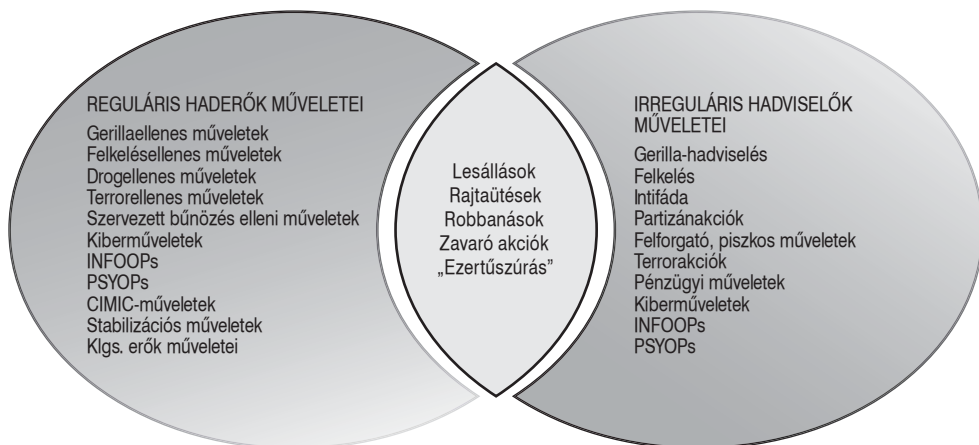 REGULÁRIS HADERŐK MŰVELETEI
Gerillaellenes műveletek
Felkelésellenes műveletek
Drogellenes műveletek
Terrorellenes műveletek
Szervezett bűnözés elleni műveletek
Kiberműveletek
INFOOPs
PSYOPs
CIMIC-műveletek
Stabilizációs műveletek
Klgs. erők műveletei
Lesállások
Rajtaütések
Robbanások
Zavaró akciók
„Ezertűszúrás”
IRREGULÁRIS HADVISELŐK
MŰVELETEI
Gerilla-hadviselés
Felkelés
Intifáda
Partizánakciók
Felforgató, piszkos műveletek
Terrorakciók
Pénzügyi műveletek
Kiberműveletek
INFOOPs
PSYOPs